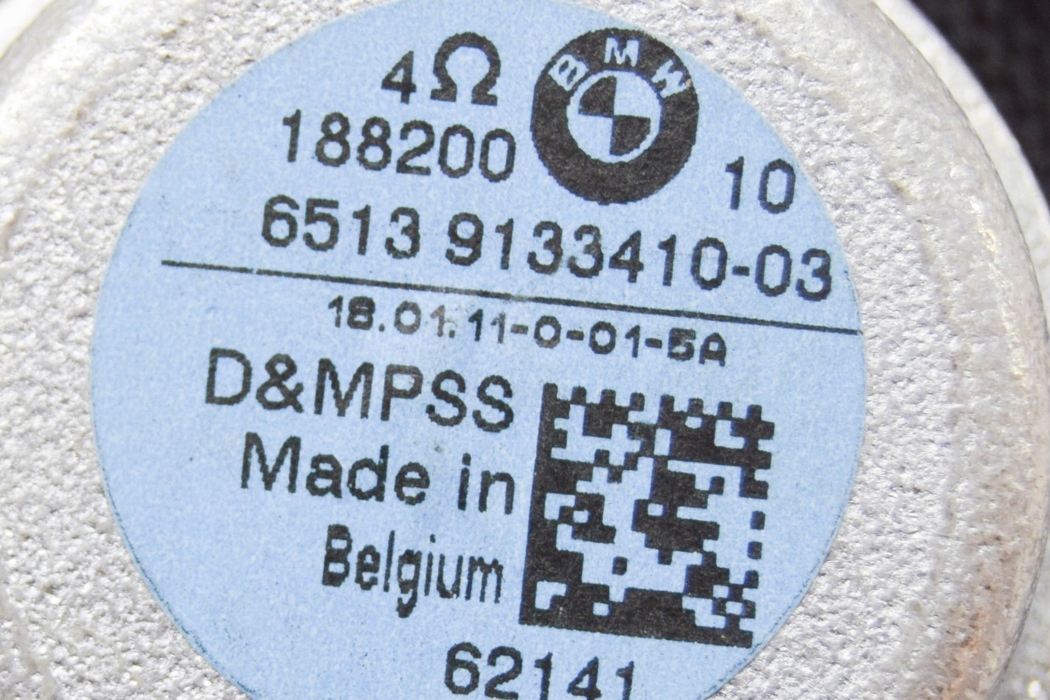 4Ω
BMW
188200
10
6513 9133410-03
18.01.11-0-01-5A
D&MPSS
Made in
Belgium
62141